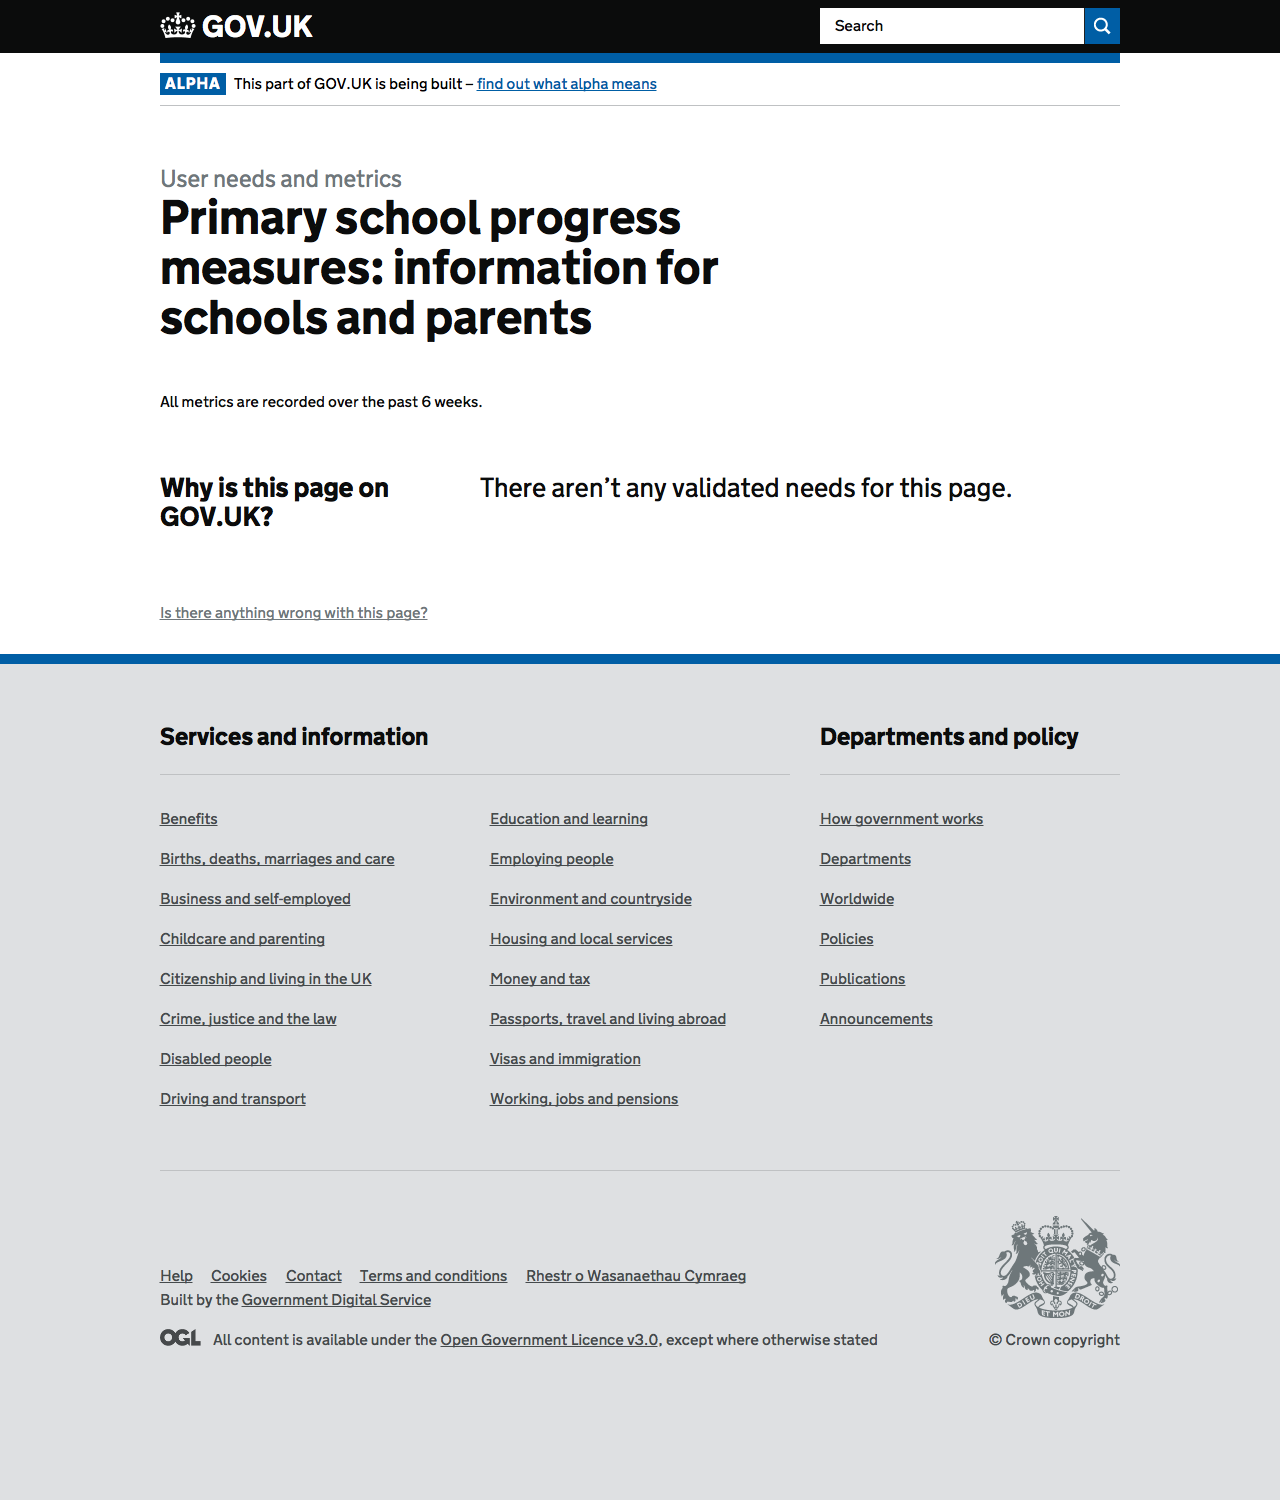 GOV.UK
Search
ALPHA This part of GOV.UK is being built – find out what alpha means
User needs and metrics
Primary school progress
measures: information for
schools and parents
All metrics are recorded over the past 6 weeks.
Why is this page on
GOV.UK?
There aren’t any validated needs for this page.
Is there anything wrong with this page?
Services and information
Benefits
Births, deaths, marriages and care
Business and self-employed
Childcare and parenting
Citizenship and living in the UK
Crime, justice and the law
Disabled people
Driving and transport
Education and learning
Employing people
Environment and countryside
Housing and local services
Money and tax
Passports, travel and living abroad
Visas and immigration
Working, jobs and pensions
Departments and policy
How government works
Departments
Worldwide
Policies
Publications
Announcements
Help Cookies Contact Terms and conditions Rhestr o Wasanaethau Cymraeg
Built by the Government Digital Service
OGL All content is available under the Open Government Licence v3.0, except where otherwise stated
DIEU ET MON DROIT
© Crown copyright